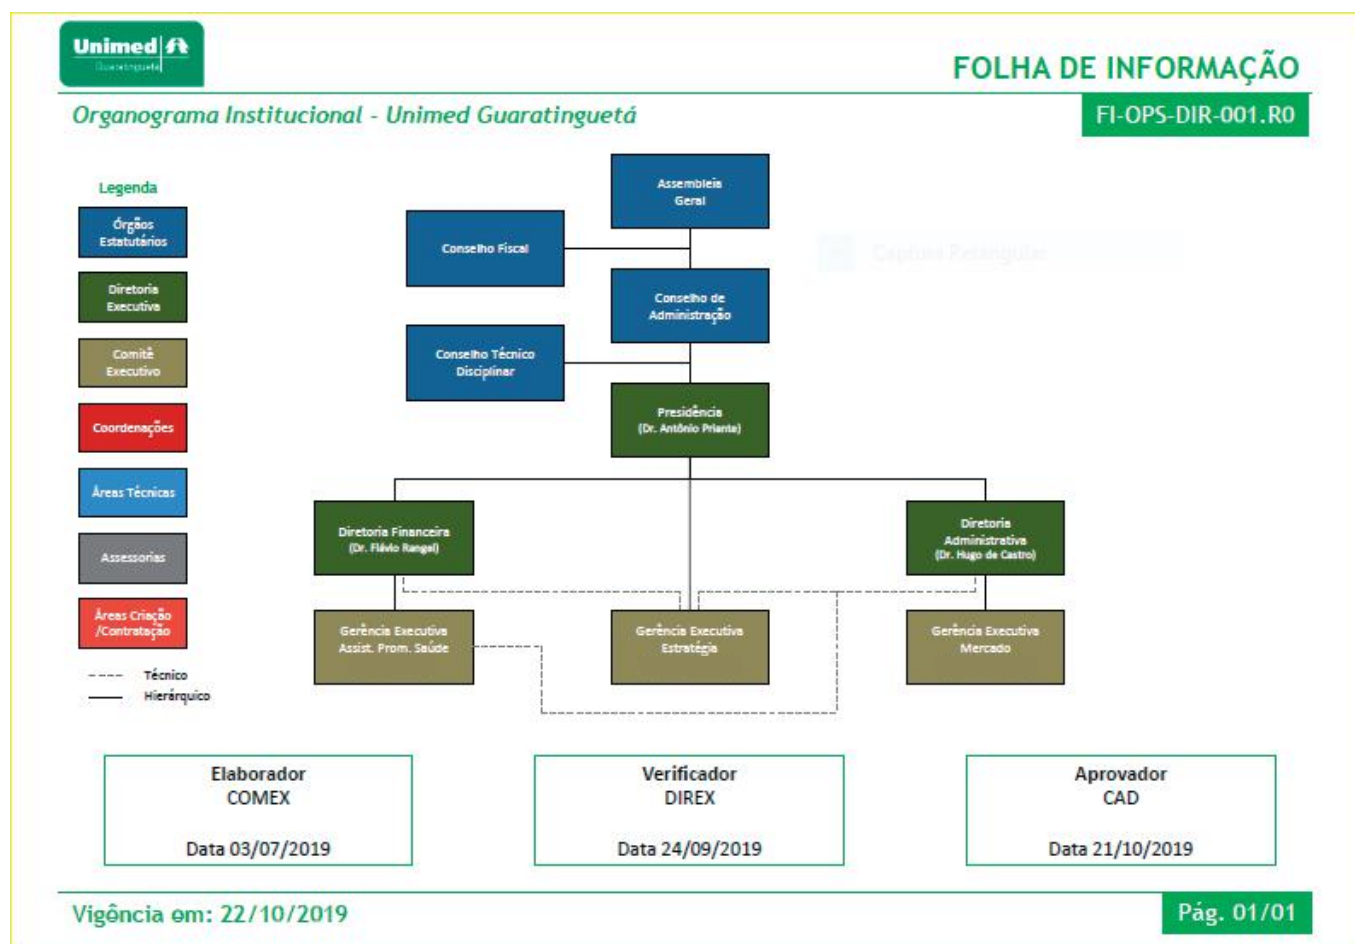 Unimed
Guaratinguetá
FOLHA DE INFORMAÇÃO
Organograma Institucional - Unimed Guaratinguetá
FI-OPS-DIR-001.R0
Legenda
Órgãos
Estatutários
Diretoria
Executiva
Comitê
Executivo
Coordenações
Áreas Técnicas
Assessorias
Áreas Criação
/Contratação
Técnico
Hierárquico
Assembleia
Geral
Conselho Fiscal
Captura Retangular
Conselho de
Administração
Conselho Técnico
Disciplinar
Presidência
(Dr. Antônio Priante)
Diretoria Financeira
(Dr. Flávio Rangel)
Diretoria
Administrativa
(Dr. Hugo de Castro)
Gerência Executiva
Assist. Prom. Saúde
Gerência Executiva
Estratégia
Gerência Executiva
Mercado
Elaborador
COMEX
Data 03/07/2019
Verificador
DIREX
Data 24/09/2019
Aprovador
CAD
Data 21/10/2019
Vigência em: 22/10/2019
Pág. 01/01